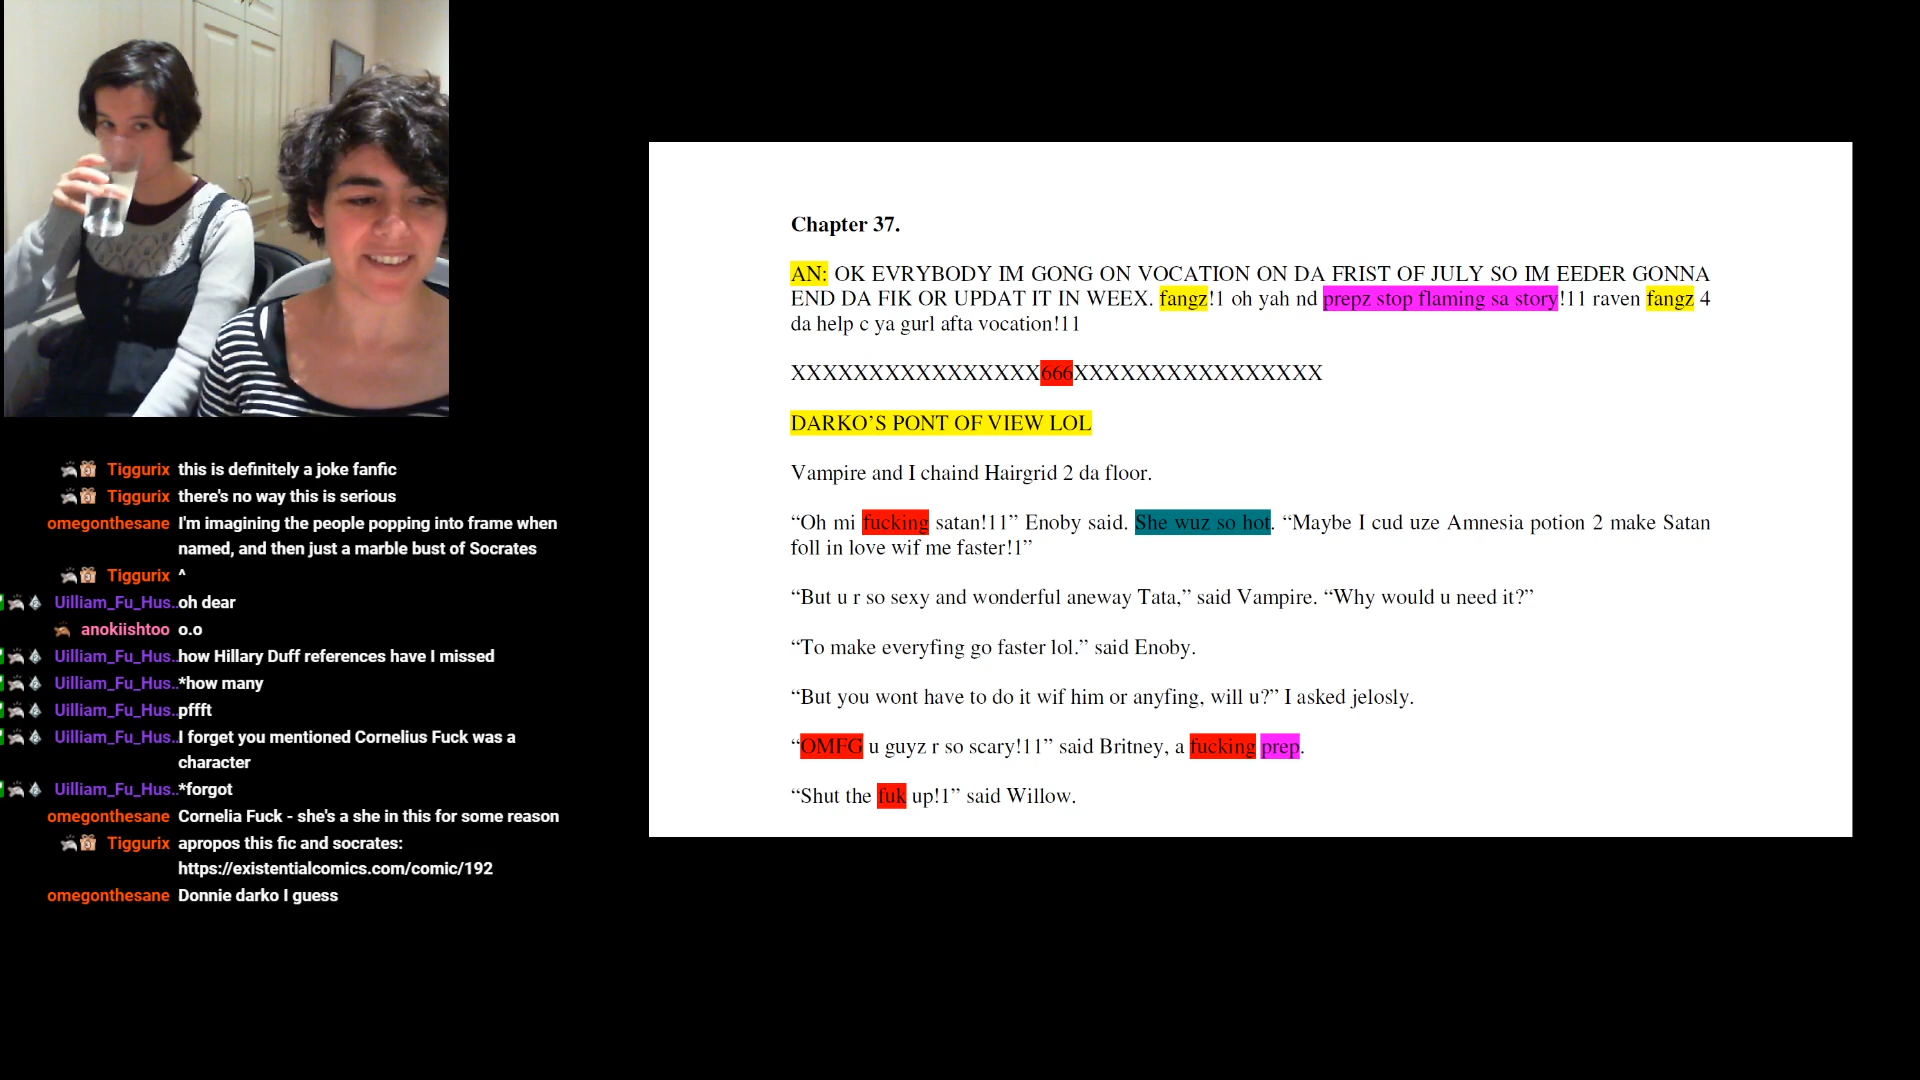 Tiggurix this is definitely a joke fanfic
Tiggurix there's no way this is serious
omegonthesane I'm imagining the people popping into frame when
named, and then just a marble bust of Socrates
Tiggurix ^
Uilliam_Fu_Hus.. oh dear
anokiishtoo o.o
Uilliam_Fu_Hus.. how Hillary Duff references have I missed
Uilliam_Fu_Hus.. *how many
Uilliam_Fu_Hus.. pffft
Uilliam_Fu_Hus.. I forget you mentioned Cornelius Fuck was a
character
Uilliam_Fu_Hus.. *forgot
omegonthesane Cornelia Fuck - she's a she in this for some reason
Tiggurix apropos this fic and socrates:
https://existentialcomics.com/comic/192
omegonthesane Donnie darko I guess
Chapter 37.
AN: OK EVRYBODY IM GONG ON VOCATION ON DA FRIST OF JULY SO IM EEDER GONNA
END DA FIK OR UPDAT IT IN WEEX. fangz!1 oh yah nd prepz stop flaming sa story!11 raven fangz 4
da help c ya gurl afta vocation!11
XXXXXXXXXXXXXXXX666XXXXXXXXXXXXXXXX
DARKO’S PONT OF VIEW LOL
Vampire and I chaind Hairgrid 2 da floor.
“Oh mi fucking satan!11” Enoby said. She wuz so hot. “Maybe I cud uze Amnesia potion 2 make Satan
foll in love wif me faster!1”
“But u r so sexy and wonderful aneway Tata,” said Vampire. “Why would u need it?”
“To make everyfing go faster lol.” said Enoby.
“But you wont have to do it wif him or anyfing, will u?” I asked jelosly.
“OMFG u guyz r so scary!11” said Britney, a fucking prep.
“Shut the fuk up!1” said Willow.